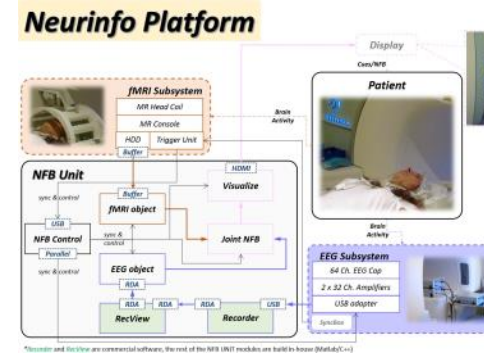 Neurinfo Platform
Display
Cues/NFB
fMRI Subsystem
MR Head Coil
MR Console
HDD
Trigger Unit
Buffer
Brain Activity
Patient
NFB Unit
HDMI
Visualize
sync & control
Buffer
fMRI object
USB
NFB Control
Parallel
sync & control
Joint NFB
sync & control
EEG object
RDA
RDA
RDA
RDA
USB
RecView
Recorder
Brain Activity
EEG Subsystem
64 Ch. EEG Cap
2 x 32 Ch. Amplifiers
USB adapter
SyncBox
*Recorder and RecView are commercial software, the rest of the NFB UNIT modules are build in-house (Matlab/C++)